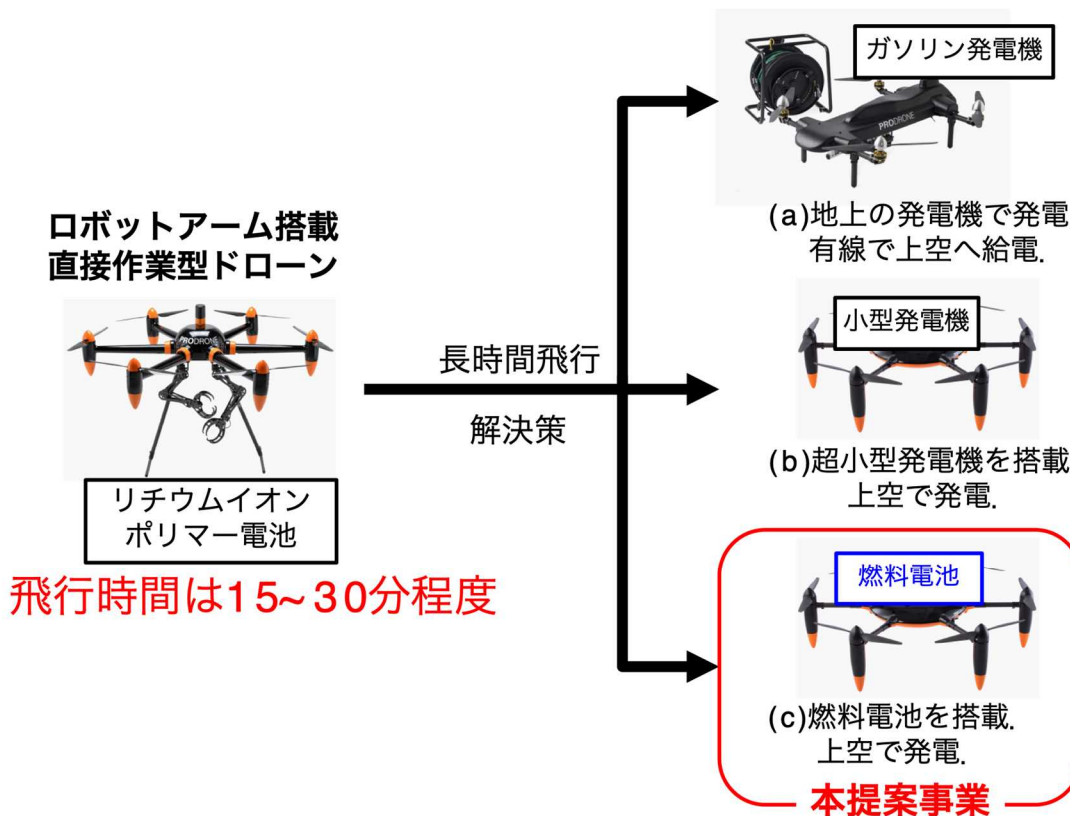 ガソリン発電機
PRODRONE
(a)地上の発電機で発電
有線で上空へ給電.
ロボットアーム搭載
直接作業型ドローン
PRODRONE
リチウムイオン
ポリマー電池
飛行時間は15~30分程度
長時間飛行
解決策
小型発電機
(b)超小型発電機を搭載
上空で発電.
燃料電池
(c)燃料電池を搭載.
上空で発電.
本提案事業